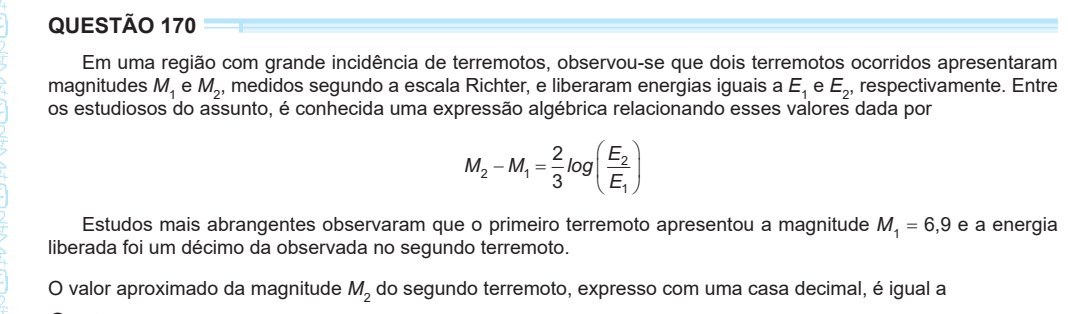 QUESTÃO 170
Em uma região com grande incidência de terremotos, observou-se que dois terremotos ocorridos apresentaram
magnitudes M₁ e M₂, medidos segundo a escala Richter, e liberaram energias iguais a E₁ e E₂, respectivamente. Entre
os estudiosos do assunto, é conhecida uma expressão algébrica relacionando esses valores dada por
M₂ − M₁ = 2/3 log(E₂/E₁)
Estudos mais abrangentes observaram que o primeiro terremoto apresentou a magnitude M₁ = 6,9 e a energia
liberada foi um décimo da observada no segundo terremoto.
O valor aproximado da magnitude M₂ do segundo terremoto, expresso com uma casa decimal, é igual a